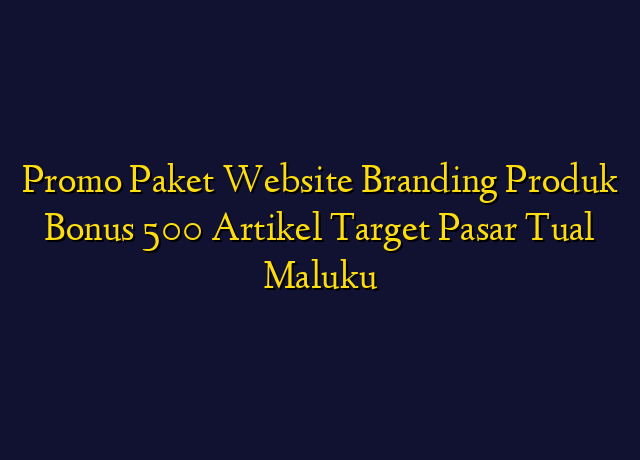 Promo Paket Website Branding Produk
Bonus 500 Artikel Target Pasar Tual
Maluku